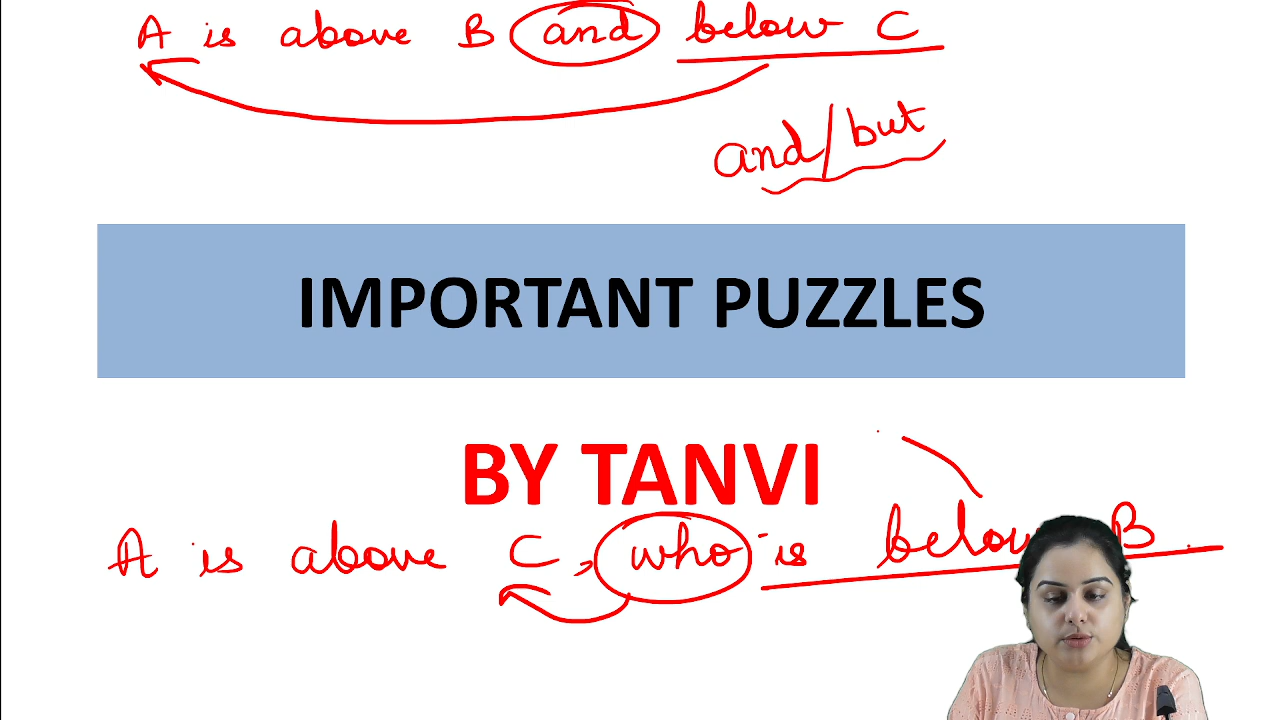 A is above B and below C
and/but
IMPORTANT PUZZLES
BY TANVI
A is above C, who is below B.